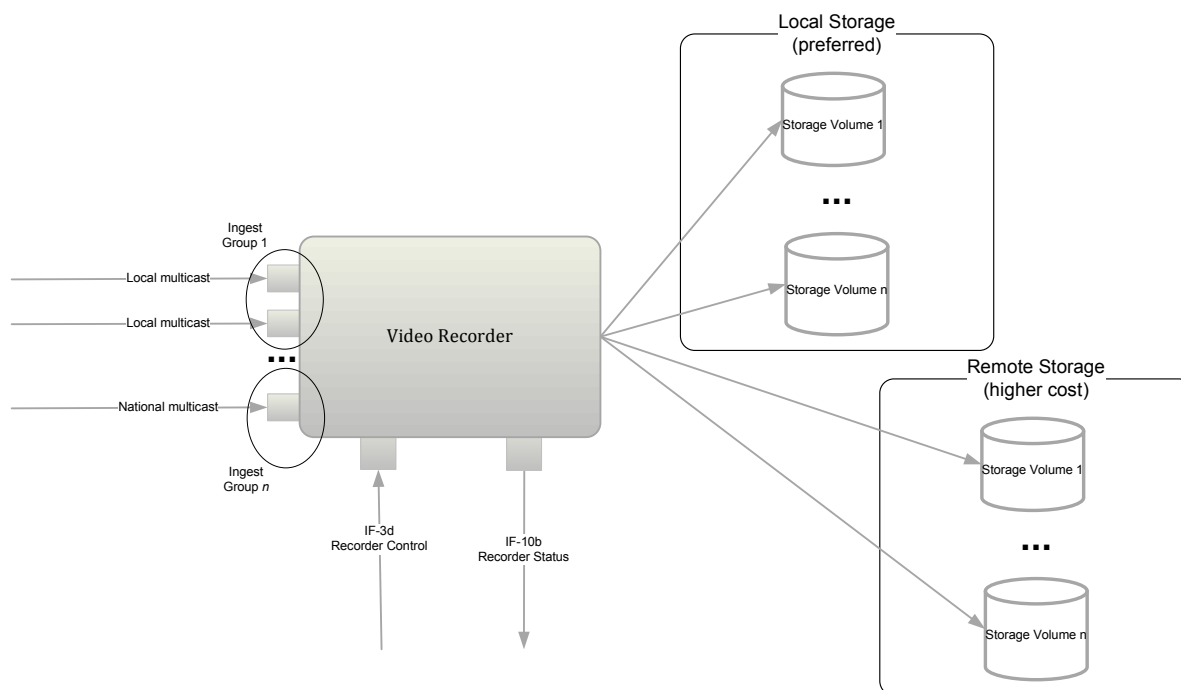 Local Storage
(preferred)
Storage Volume 1
...
Storage Volume n
Ingest
Group 1
Local multicast
Local multicast
...
National multicast
Ingest
Group n
Video Recorder
IF-3d
Recorder Control
IF-10b
Recorder Status
Remote Storage
(higher cost)
Storage Volume 1
...
Storage Volume n